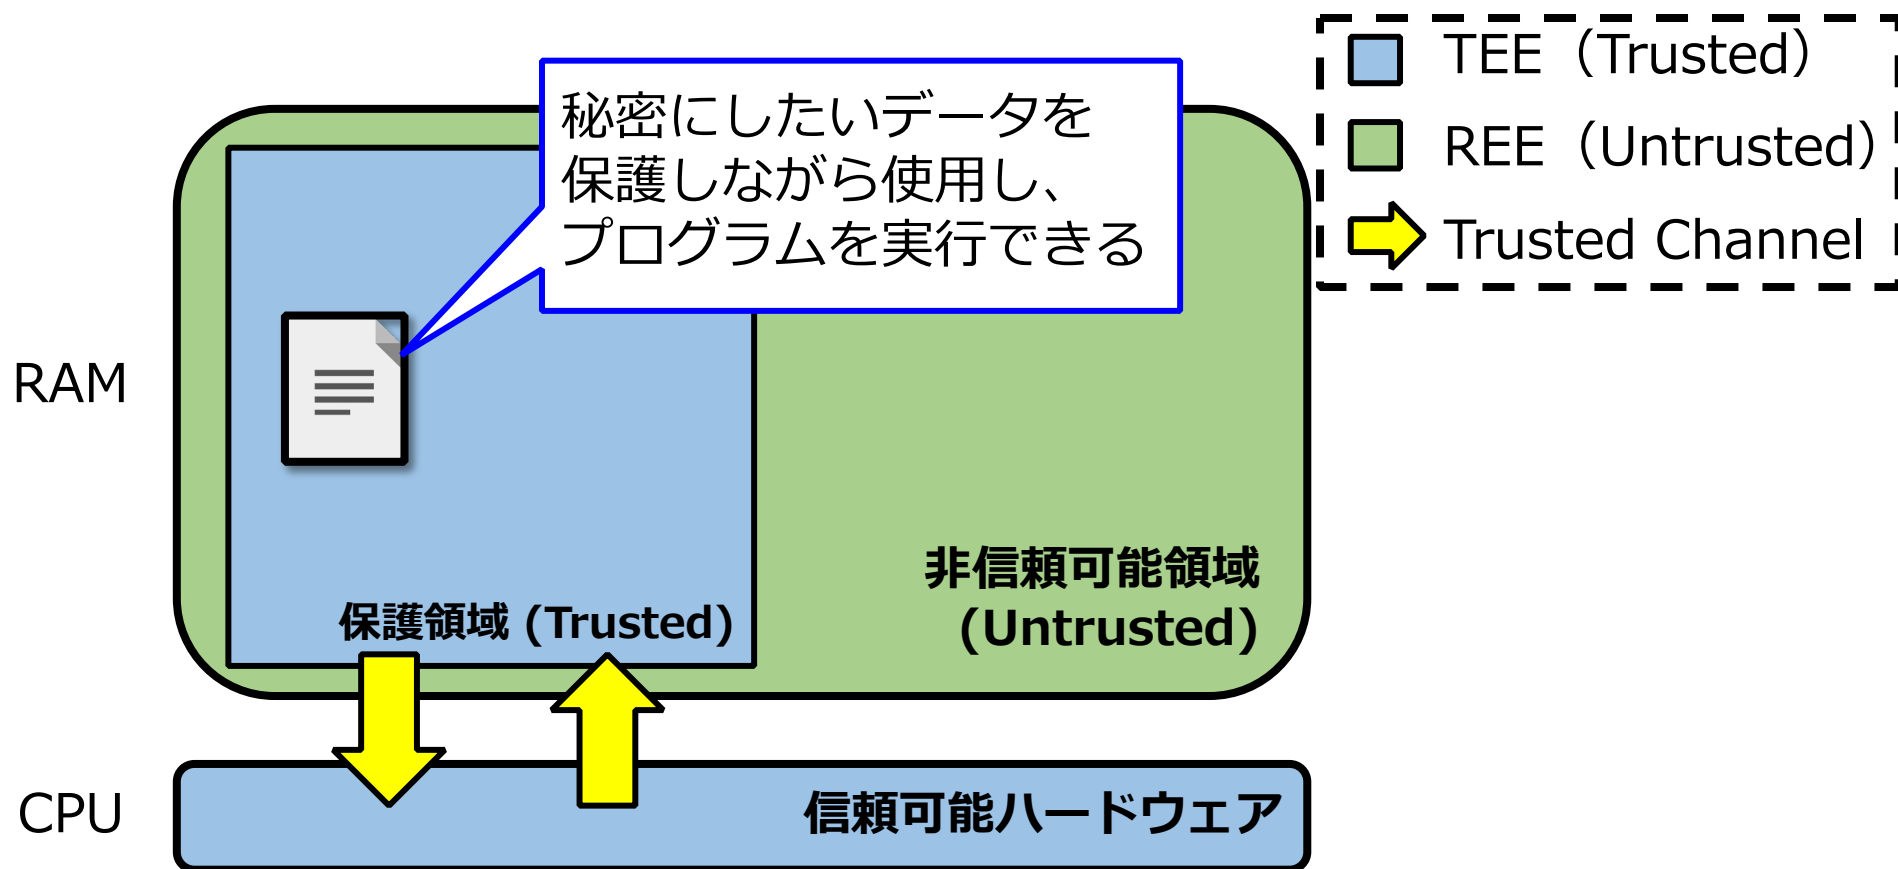 秘密にしたいデータを
保護しながら使用し、
プログラムを実行できる
TEE（Trusted）
REE（Untrusted）
Trusted Channel
RAM
非信頼可能領域
(Untrusted)
保護領域 (Trusted)
CPU
信頼可能ハードウェア